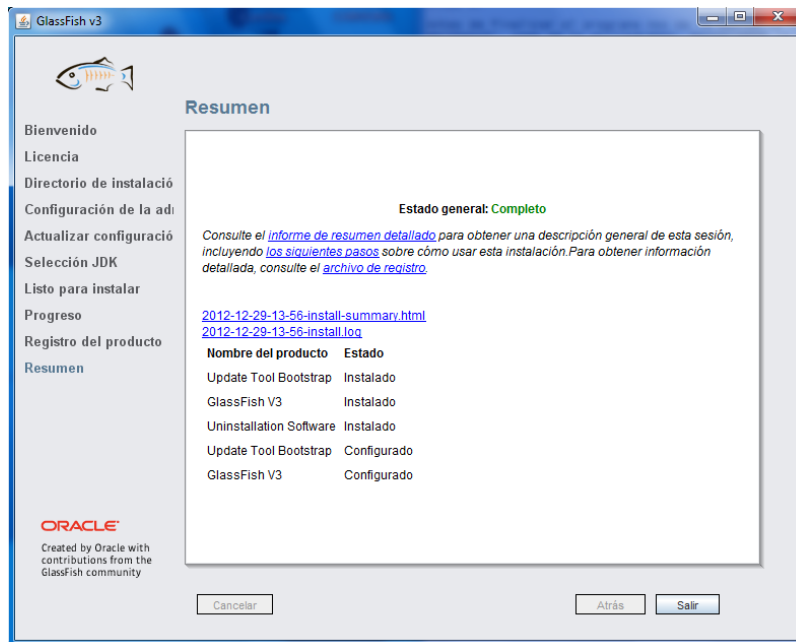 GlassFish v3
Resumen
Bienvenido
Licencia
Directorio de instalació
Configuración de la adı
Actualizar configuració
Selección JDK
Listo para instalar
Progreso
Registro del producto
Resumen
Estado general: Completo
Consulte el informe de resumen detallado para obtener una descripción general de esta sesión,
incluyendo los siguientes pasos sobre cómo usar esta instalación.Para obtener información
detallada, consulte el archivo de registro.
2012-12-29-13-56-install-summary.html
2012-12-29-13-56-install.log
Nombre del producto Estado
Update Tool Bootstrap Instalado
GlassFish V3 Instalado
Uninstallation Software Instalado
Update Tool Bootstrap Configurado
GlassFish V3 Configurado
ORACLE
Created by Oracle with
contributions from the
GlassFish community
Cancelar Atrás Salir